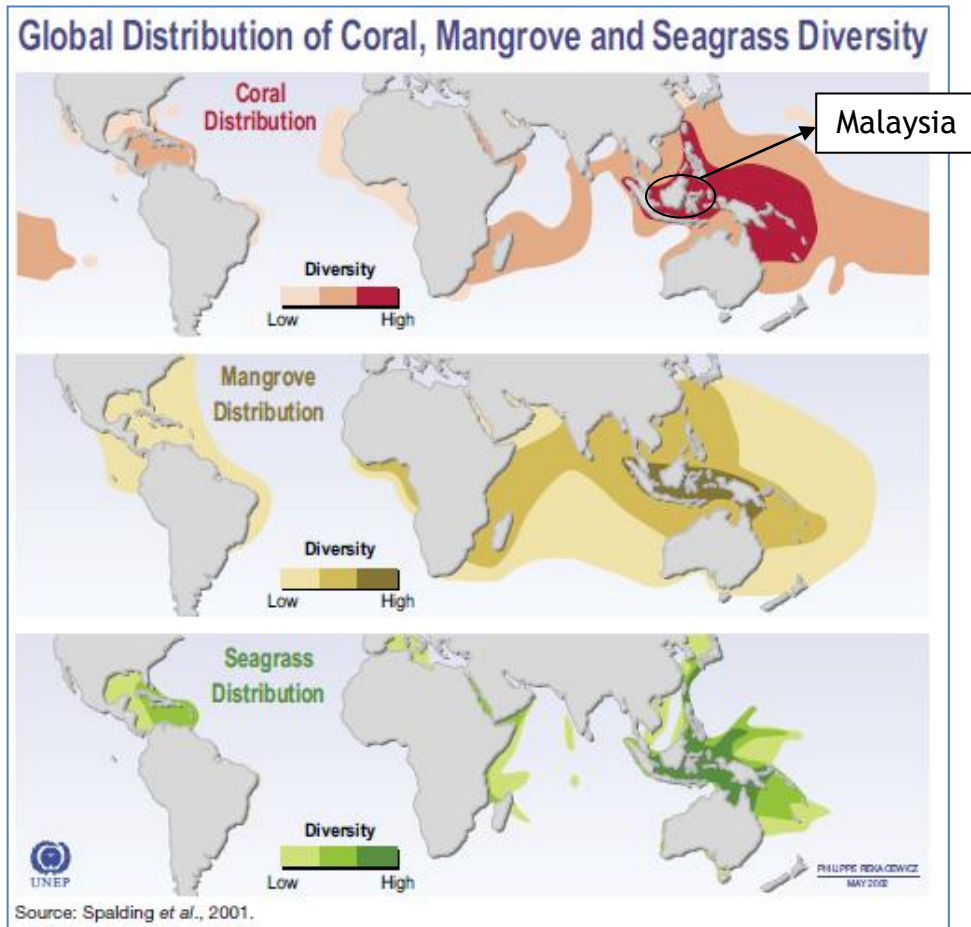 Global Distribution of Coral, Mangrove and Seagrass Diversity
Coral
Distribution
Malaysia
Diversity
Low High
Mangrove
Distribution
Diversity
Low High
Seagrass
Distribution
Diversity
Low High
UNEP
PHILIPPE REKACEWICZ
MAY 2002
Source: Spalding et al., 2001.